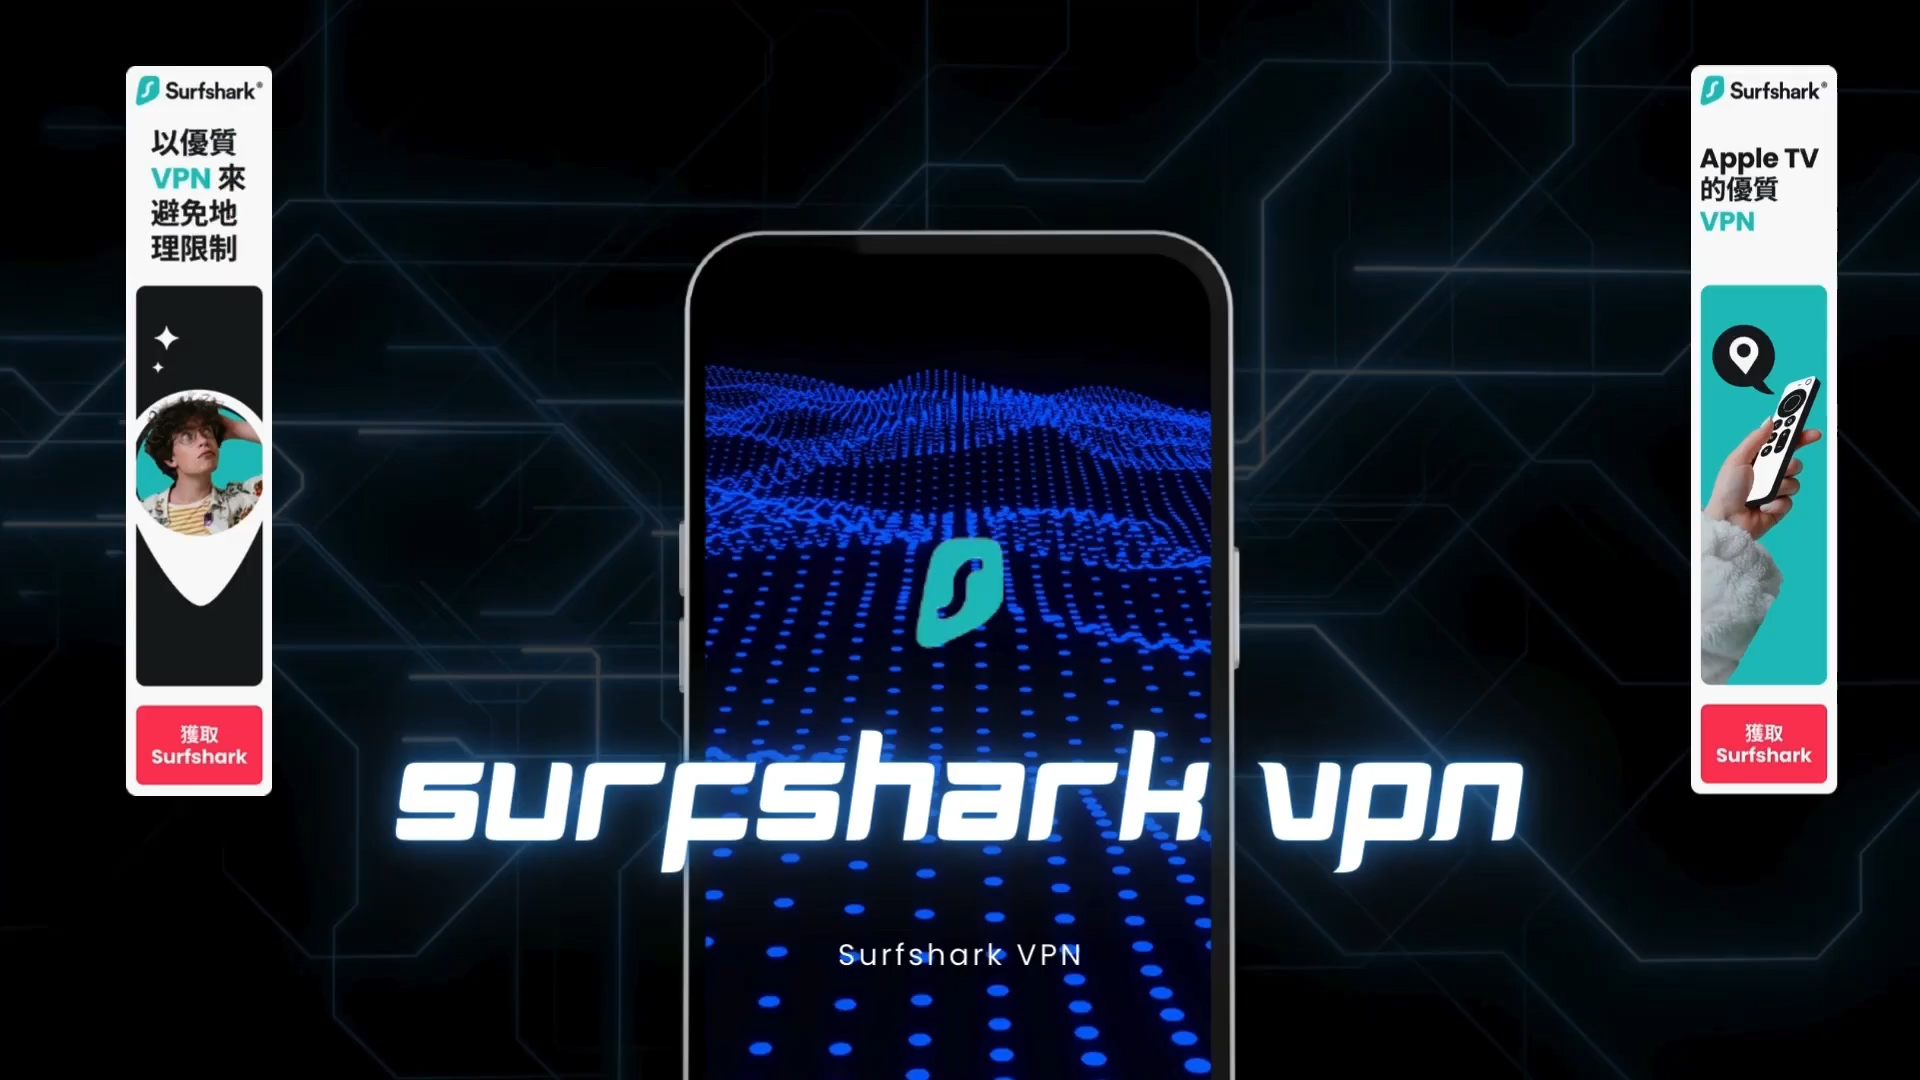 Surfshark®
以優質
VPN 來
避免地
理限制
獲取
Surfshark
surfshark vpn
Surfshark VPN
Surfshark®
Apple TV
的優質
VPN
獲取
Surfshark